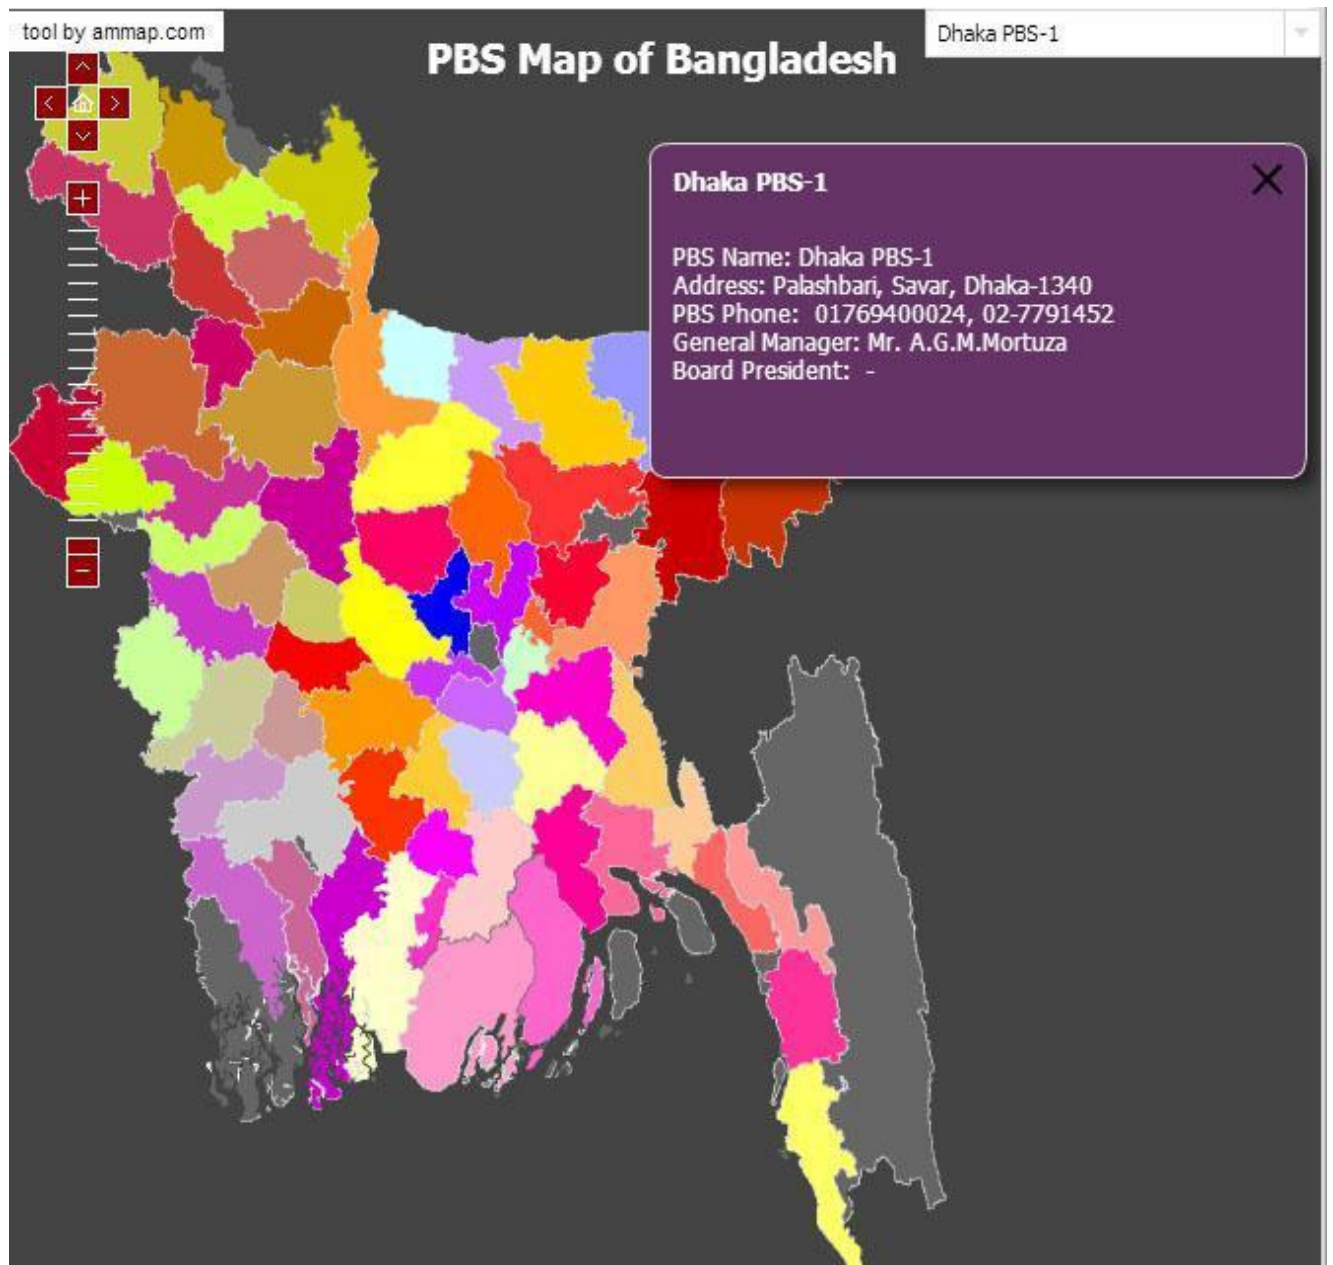 tool by ammap.com
PBS Map of Bangladesh
Dhaka PBS-1
Dhaka PBS-1
PBS Name: Dhaka PBS-1
Address: Palashbari, Savar, Dhaka-1340
PBS Phone:  01769400024, 02-7791452
General Manager: Mr. A.G.M.Mortuza
Board President:  -